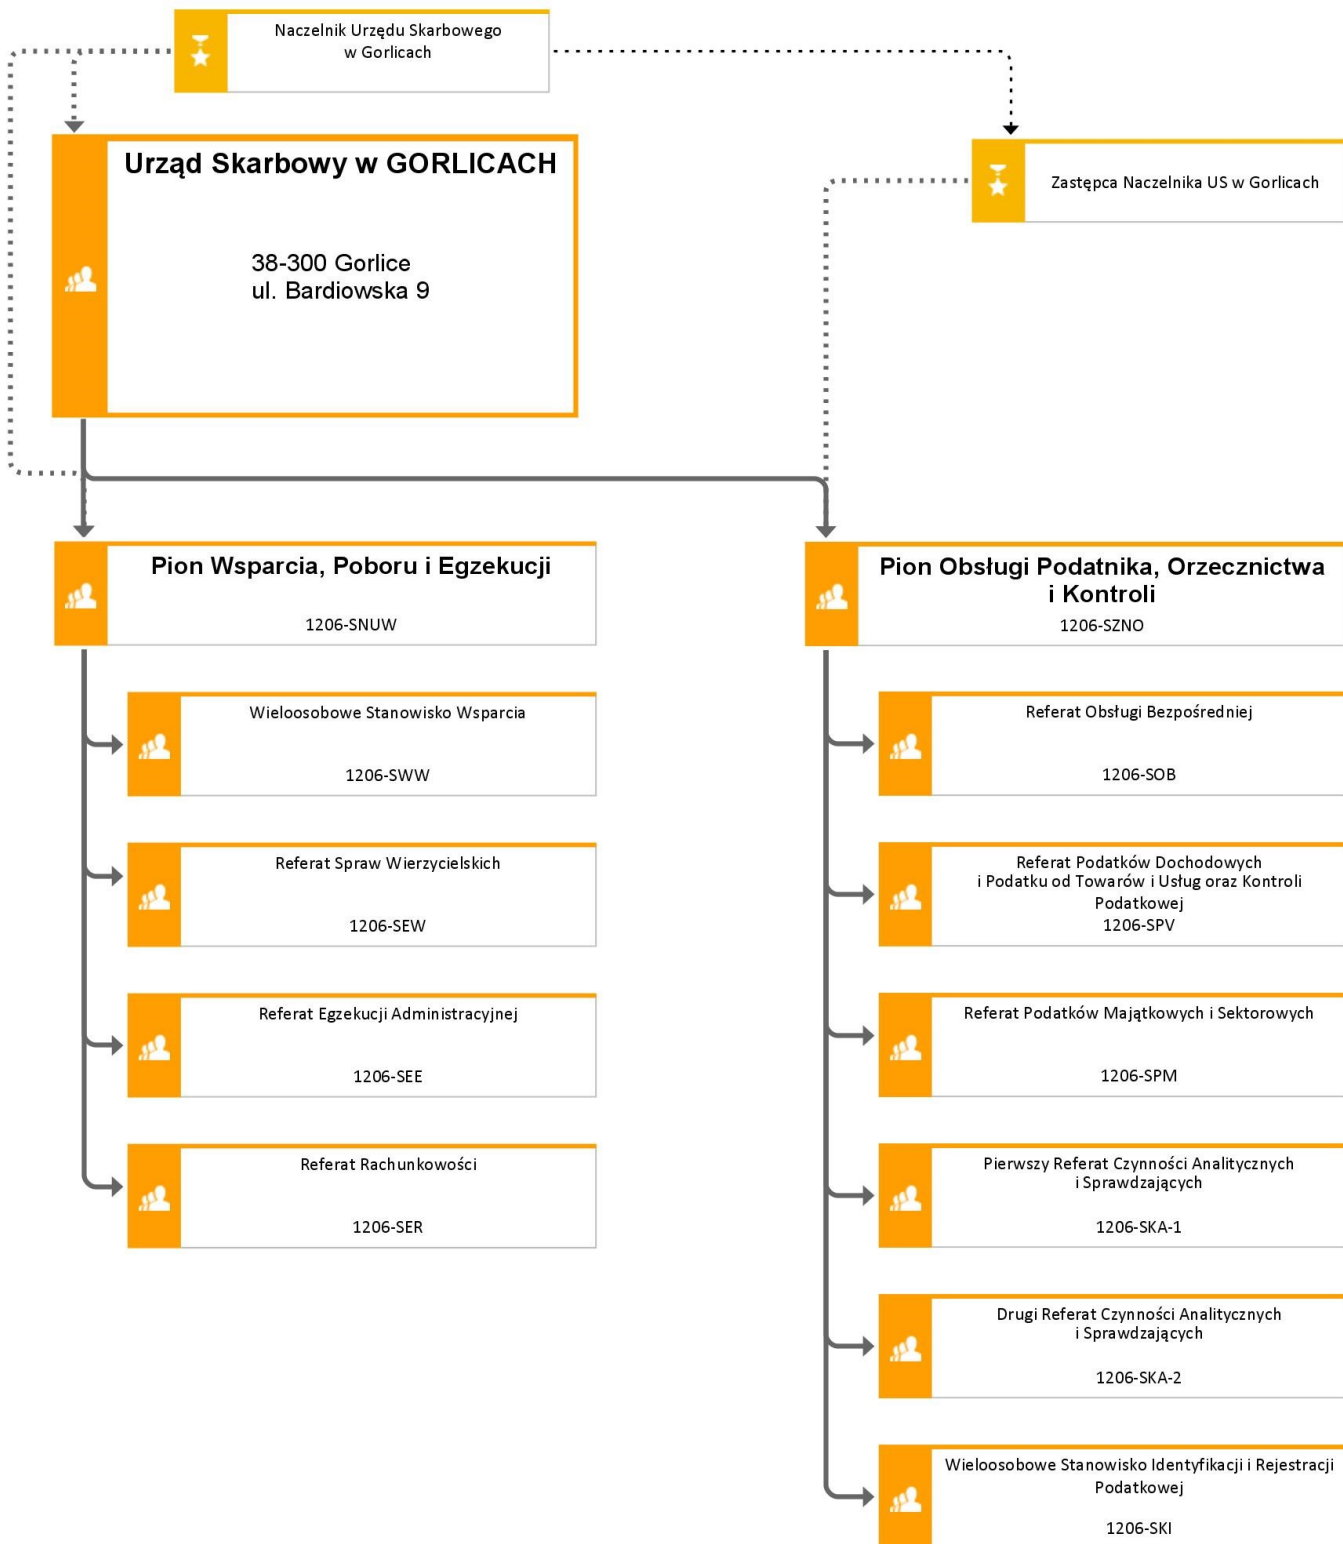 Naczelnik Urzędu Skarbowego
w Gorlicach
Urząd Skarbowy w GORLICACH
38-300 Gorlice
ul. Bardiowska 9
Zastępca Naczelnika US w Gorlicach
Pion Wsparcia, Poboru i Egzekucji
1206-SNUW
Wieloosobowe Stanowisko Wsparcia
1206-SWW
Referat Spraw Wierzycielskich
1206-SEW
Referat Egzekucji Administracyjnej
1206-SEE
Referat Rachunkowości
1206-SER
Pion Obsługi Podatnika, Orzecznictwa
i Kontroli
1206-SZNO
Referat Obsługi Bezpośredniej
1206-SOB
Referat Podatków Dochodowych
i Podatku od Towarów i Usług oraz Kontroli
Podatkowej
1206-SPV
Referat Podatków Majątkowych i Sektorowych
1206-SPM
Pierwszy Referat Czynności Analitycznych
i Sprawdzających
1206-SKA-1
Drugi Referat Czynności Analitycznych
i Sprawdzających
1206-SKA-2
Wieloosobowe Stanowisko Identyfikacji i Rejestracji
Podatkowej
1206-SKI